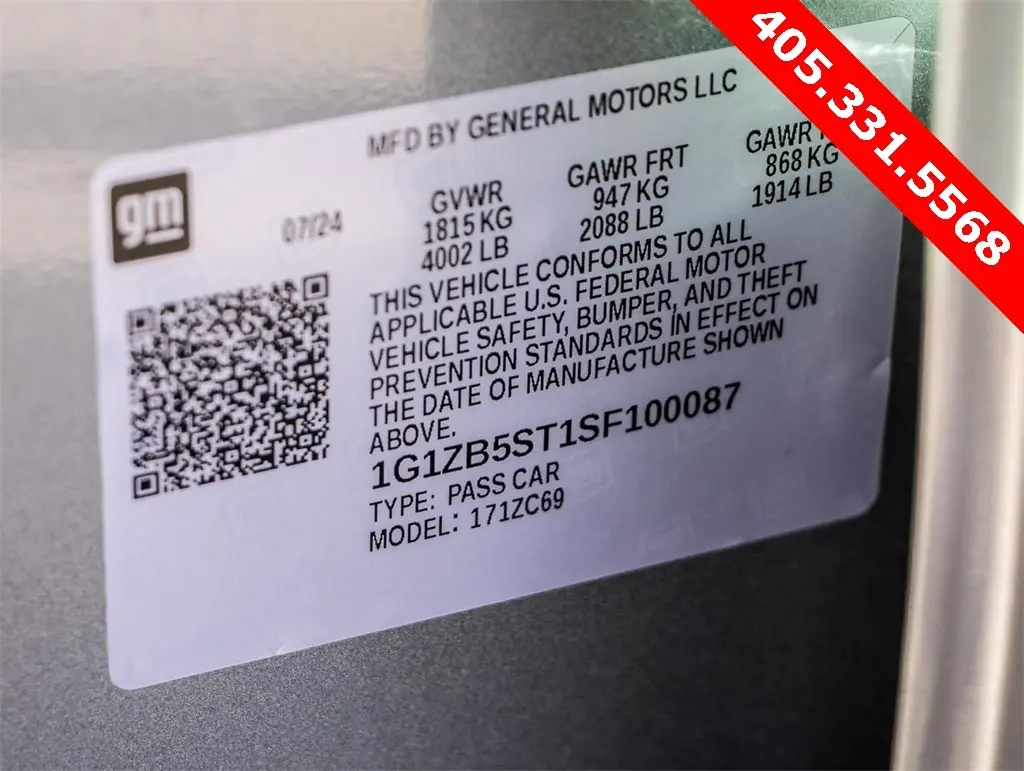 405.331.5568
MFD BY GENERAL MOTORS LLC
gm
07/24
GVWR
1815 KG
4002 LB
GAWR FRT
947 KG
2088 LB
GAWR
868 KG
1914 LB
THIS VEHICLE CONFORMS TO ALL
APPLICABLE U.S. FEDERAL MOTOR
VEHICLE SAFETY, BUMPER, AND THEFT
PREVENTION STANDARDS IN EFFECT ON
THE DATE OF MANUFACTURE SHOWN
ABOVE.
1G1ZB5ST1SF100087
TYPE: PASS CAR
MODEL: 171ZC69